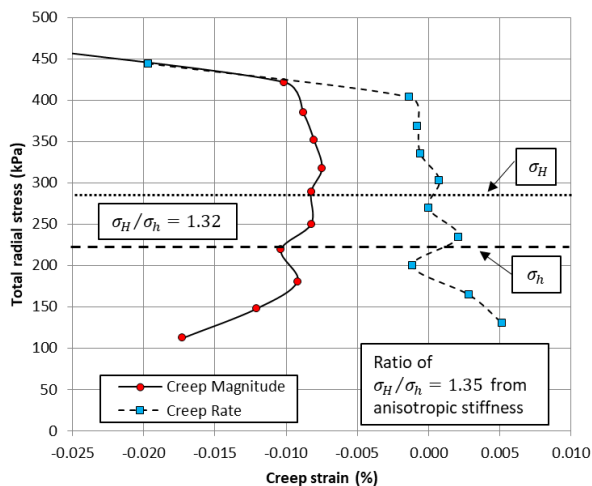 500
450
400
350
300
250
200
150
100
50
0
Total radial stress (kPa)
σH
σH/σh = 1.32
σh
Ratio of
σH/σh = 1.35 from
anisotropic stiffness
Creep Magnitude
Creep Rate
-0.025 -0.020 -0.015 -0.010 -0.005 0.000 0.005 0.010
Creep strain (%)